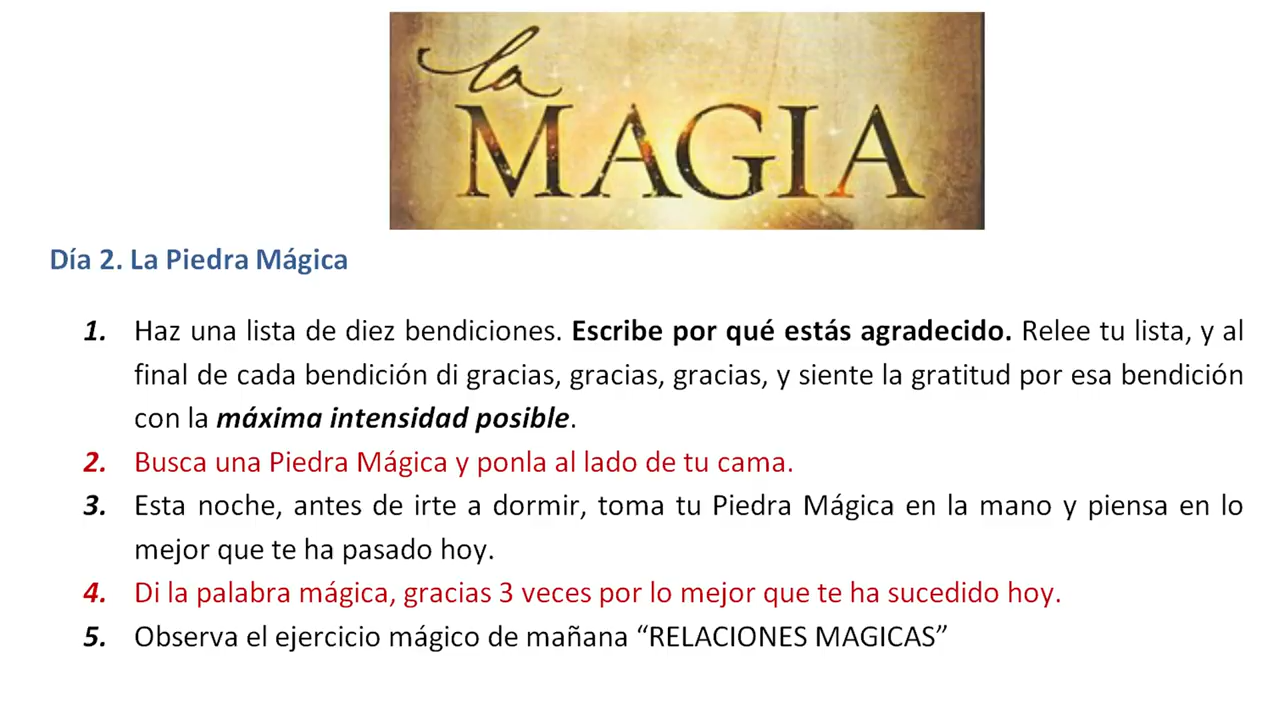 la
MAGIA
Día 2. La Piedra Mágica
1. Haz una lista de diez bendiciones. Escribe por qué estás agradecido. Relee tu lista, y al
final de cada bendición di gracias, gracias, gracias, y siente la gratitud por esa bendición
con la máxima intensidad posible.
2. Busca una Piedra Mágica y ponla al lado de tu cama.
3. Esta noche, antes de irte a dormir, toma tu Piedra Mágica en la mano y piensa en lo
mejor que te ha pasado hoy.
4. Di la palabra mágica, gracias 3 veces por lo mejor que te ha sucedido hoy.
5. Observa el ejercicio mágico de mañana “RELACIONES MAGICAS”